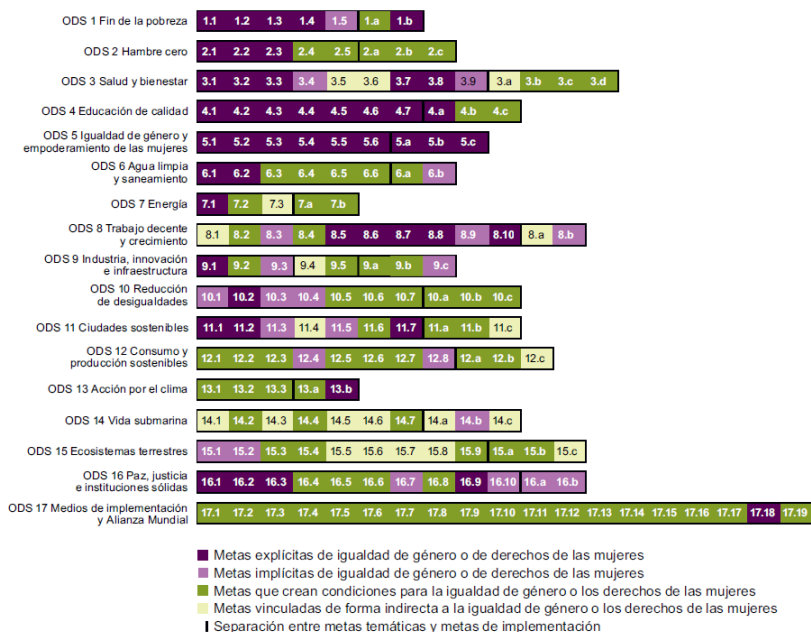 ODS 1 Fin de la pobreza 1.1 1.2 1.3 1.4 1.5 1.a 1.b
ODS 2 Hambre cero 2.1 2.2 2.3 2.4 2.5 2.a 2.b 2.c
ODS 3 Salud y bienestar 3.1 3.2 3.3 3.4 3.5 3.6 3.7 3.8 3.9 3.a 3.b 3.c 3.d
ODS 4 Educación de calidad 4.1 4.2 4.3 4.4 4.5 4.6 4.7 4.a 4.b 4.c
ODS 5 Igualdad de género y
empoderamiento de las mujeres 5.1 5.2 5.3 5.4 5.5 5.6 5.a 5.b 5.c
ODS 6 Agua limpia
y saneamiento 6.1 6.2 6.3 6.4 6.5 6.6 6.a 6.b
ODS 7 Energía 7.1 7.2 7.3 7.a 7.b
ODS 8 Trabajo decente
y crecimiento 8.1 8.2 8.3 8.4 8.5 8.6 8.7 8.8 8.9 8.10 8.a 8.b
ODS 9 Industria, innovación
e infraestructura 9.1 9.2 9.3 9.4 9.5 9.a 9.b 9.c
ODS 10 Reducción
de desigualdades 10.1 10.2 10.3 10.4 10.5 10.6 10.7 10.a 10.b 10.c
ODS 11 Ciudades sostenibles 11.1 11.2 11.3 11.4 11.5 11.6 11.7 11.a 11.b 11.c
ODS 12 Consumo y
producción sostenibles 12.1 12.2 12.3 12.4 12.5 12.6 12.7 12.8 12.a 12.b 12.c
ODS 13 Acción por el clima 13.1 13.2 13.3 13.a 13.b
ODS 14 Vida submarina 14.1 14.2 14.3 14.4 14.5 14.6 14.7 14.a 14.b 14.c
ODS 15 Ecosistemas terrestres 15.1 15.2 15.3 15.4 15.5 15.6 15.7 15.8 15.9 15.a 15.b 15.c
ODS 16 Paz, justicia
e instituciones sólidas 16.1 16.2 16.3 16.4 16.5 16.6 16.7 16.8 16.9 16.10 16.a 16.b
ODS 17 Medios de implementación
y Alianza Mundial 17.1 17.2 17.3 17.4 17.5 17.6 17.7 17.8 17.9 17.10 17.11 17.12 17.13 17.14 17.15 17.16 17.17 17.18 17.19
Metas explícitas de igualdad de género o de derechos de las mujeres
Metas implícitas de igualdad de género o de derechos de las mujeres
Metas que crean condiciones para la igualdad de género o los derechos de las mujeres
Metas vinculadas de forma indirecta a la igualdad de género o los derechos de las mujeres
Separación entre metas temáticas y metas de implementación